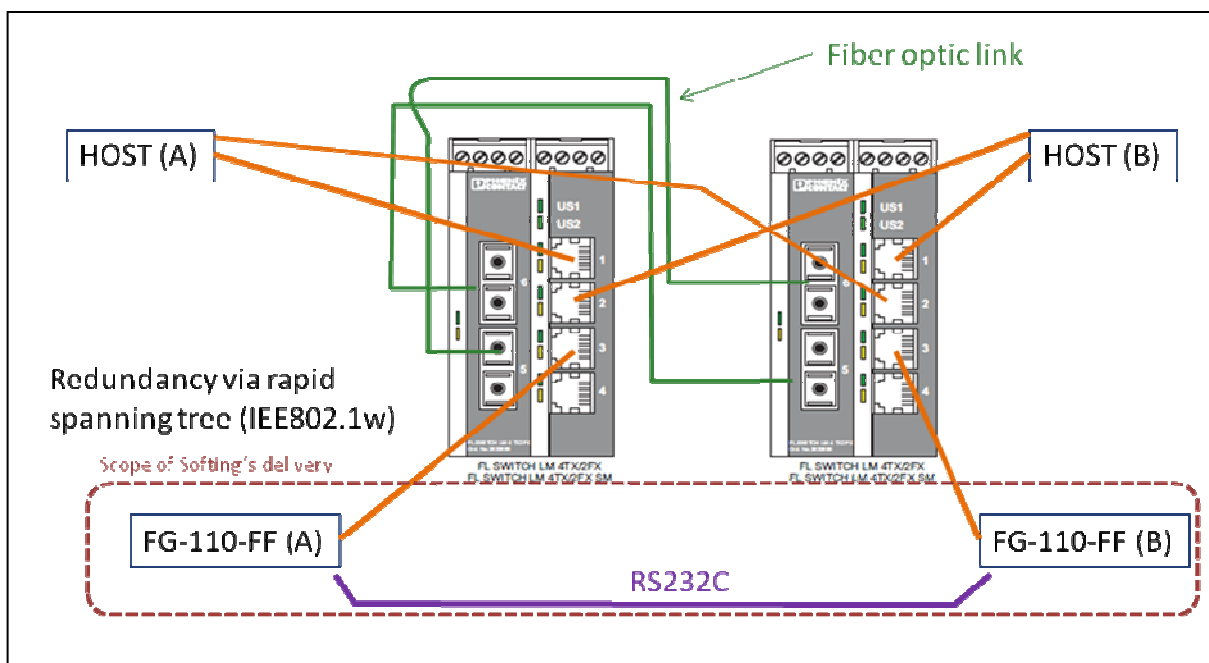 Fiber optic link
HOST (A)
HOST (B)
US1
US2
1
6
2
3
5
4
US1
US2
1
6
2
3
5
4
Redundancy via rapid
spanning tree (IEE802.1w)
FL SWITCH LM 4TX/2FX
FL SWITCH LM 4TX/2FX SM
FL SWITCH LM 4TX/2FX
FL SWITCH LM 4TX/2FX SM
Scope of Softing's delivery
FG-110-FF (A)
FG-110-FF (B)
RS232C